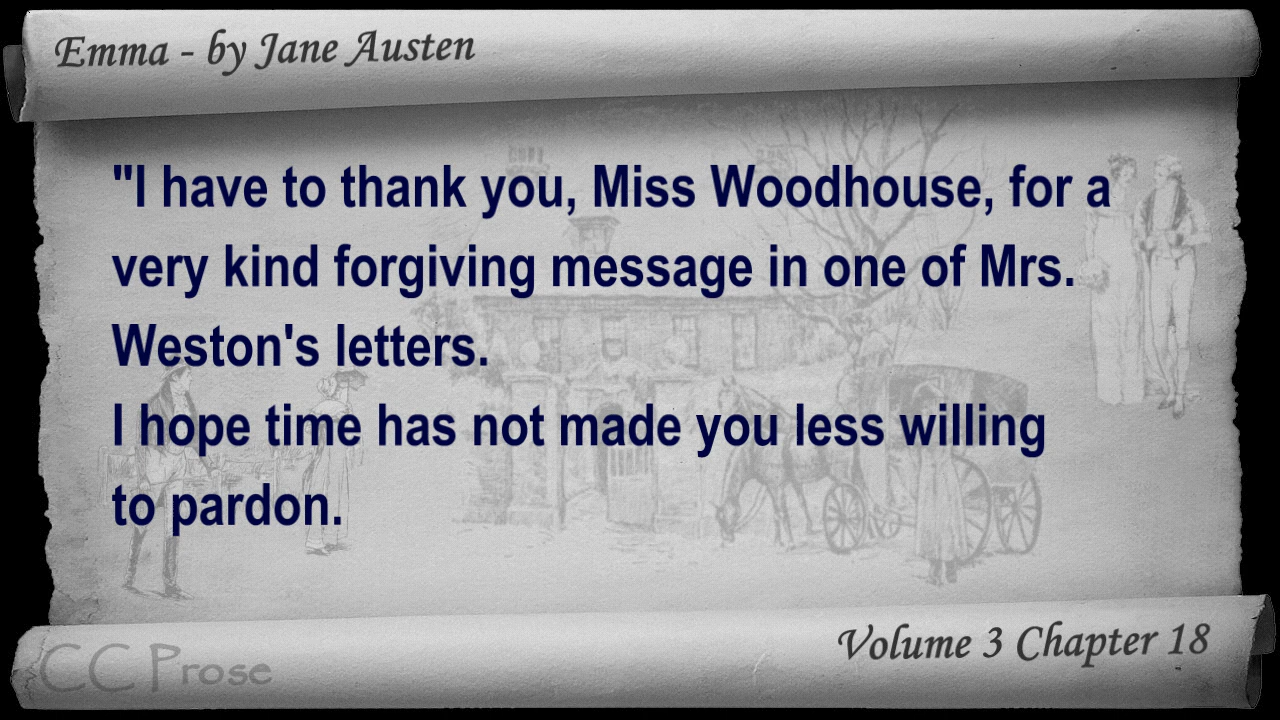 Emma - by Jane Austen
"I have to thank you, Miss Woodhouse, for a
very kind forgiving message in one of Mrs.
Weston's letters.
I hope time has not made you less willing
to pardon.
Volume 3 Chapter 18
CC Prose